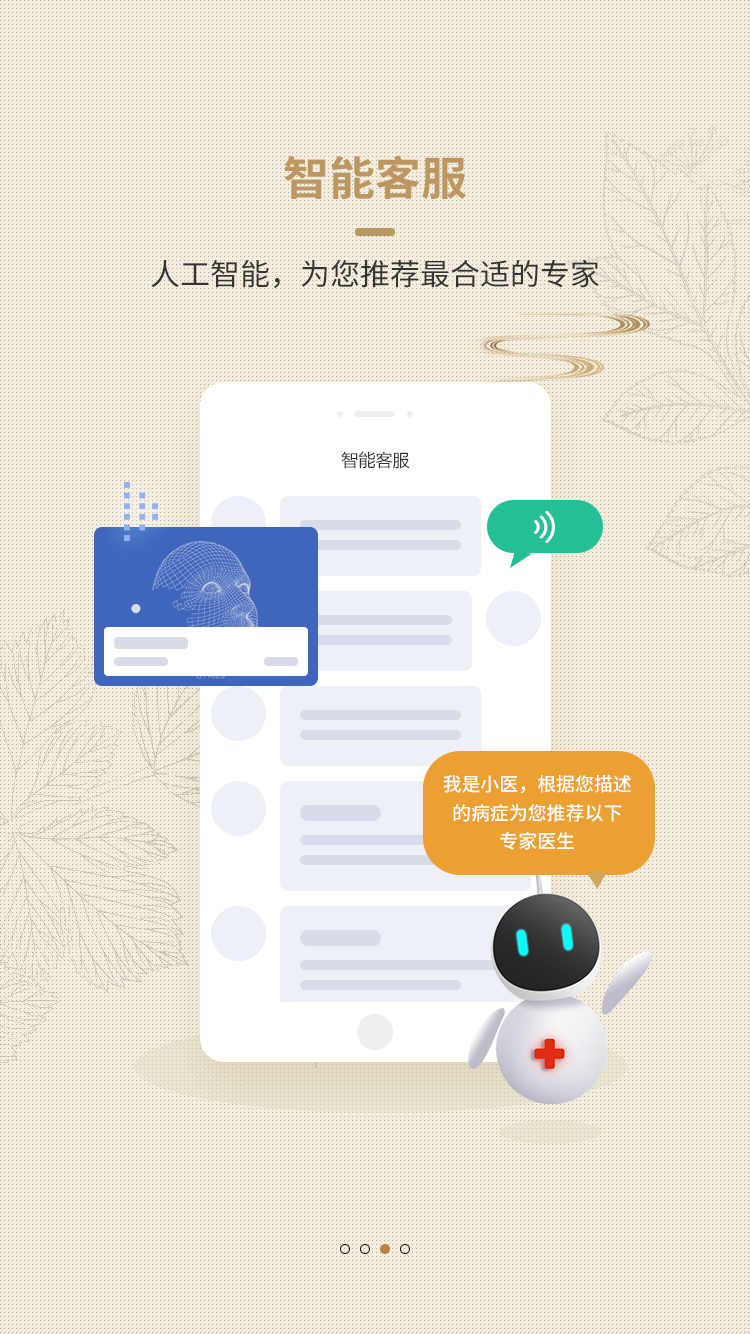 智能客服
人工智能，为您推荐最合适的专家
智能客服
我是小医，根据您描述
的病症为您推荐以下
专家医生